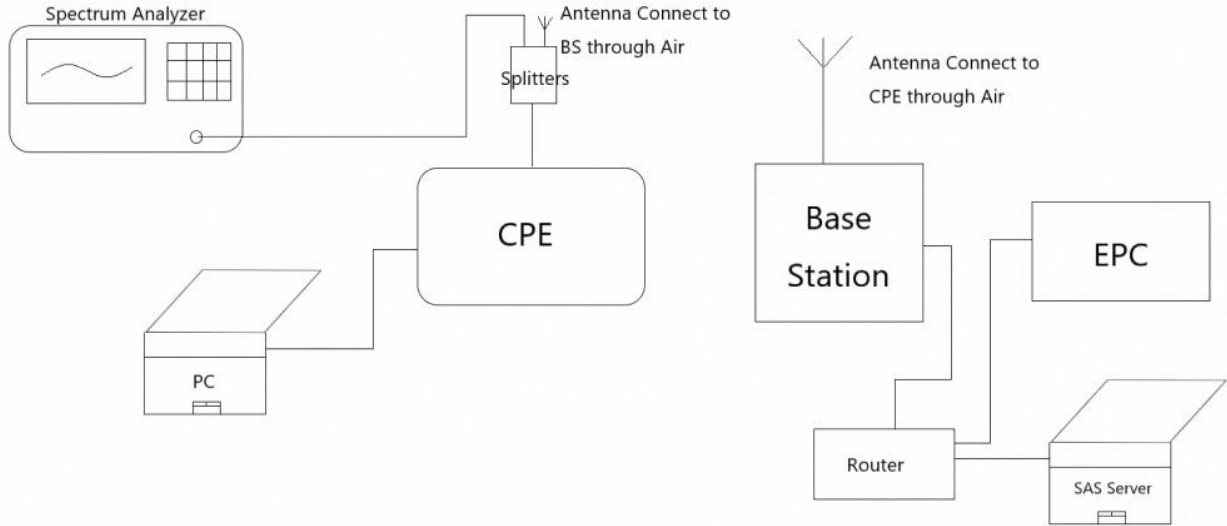 Spectrum Analyzer
Antenna Connect to
BS through Air
Splitters
Antenna Connect to
CPE through Air
CPE
Base
Station
EPC
PC
Router
SAS Server